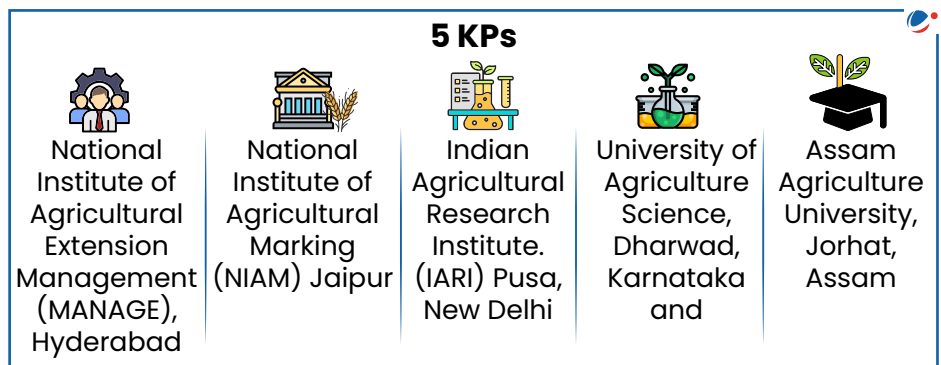 5 KPs
National
Institute of
Agricultural
Extension
Management
(MANAGE),
Hyderabad
National
Institute of
Agricultural
Marking
(NIAM) Jaipur
Indian
Agricultural
Research
Institute.
(IARI) Pusa,
New Delhi
University of
Agriculture
Science,
Dharwad,
Karnataka
and
Assam
Agriculture
University,
Jorhat,
Assam